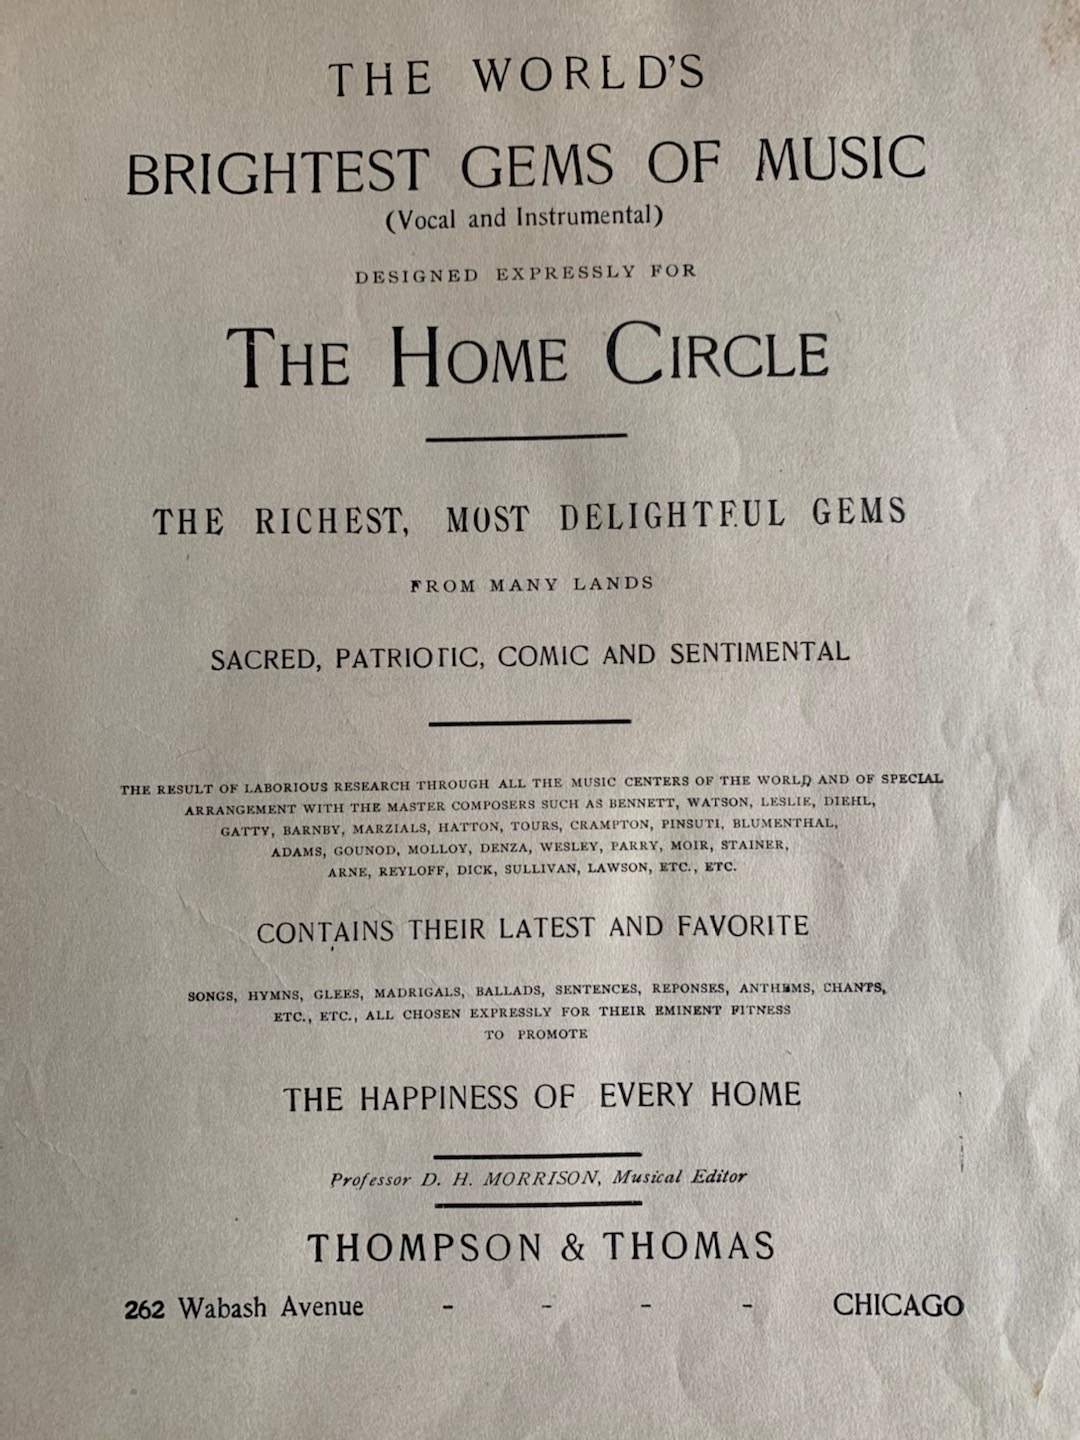 THE WORLD'S
BRIGHTEST GEMS OF MUSIC
(Vocal and Instrumental)
DESIGNED EXPRESSLY FOR
THE HOME CIRCLE
THE RICHEST, MOST DELIGHTFUL GEMS
FROM MANY LANDS
SACRED, PATRIOTIC, COMIC AND SENTIMENTAL
THE RESULT OF LABORIOUS RESEARCH THROUGH ALL THE MUSIC CENTERS OF THE WORLD AND OF SPECIAL
ARRANGEMENT WITH THE MASTER COMPOSERS SUCH AS BENNETT, WATSON, LESLIE, DIEHL,
GATTY, BARNBY, MARZIALS, HATTON, TOURS, CRAMPTON, PINSUTI, BLUMENTHAL,
ADAMS, GOUNOD, MOLLOY, DENZA, WESLEY, PARRY, MOIR, STAINER,
ARNE, REYLOFF, DICK, SULLIVAN, LAWSON, ETC., ETC.
CONTAINS THEIR LATEST AND FAVORITE
SONGS, HYMNS, GLEES, MADRIGALS, BALLADS, SENTENCES, REPONSES, ANTHEMS, CHANTS,
ETC., ETC., ALL CHOSEN EXPRESSLY FOR THEIR EMINENT FITNESS
TO PROMOTE
THE HAPPINESS OF EVERY HOME
Professor D. H. MORRISON, Musical Editor
THOMPSON & THOMAS
262 Wabash Avenue - - - - CHICAGO